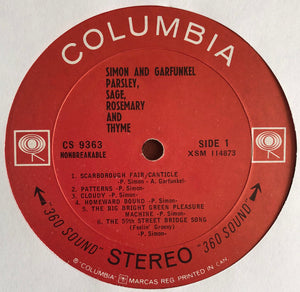 COLUMBIA
SIMON AND GARFUNKEL
PARSLEY,
SAGE,
ROSEMARY
AND
THYME
CS 9363
NONBREAKABLE
SIDE 1
XSM 114873
1. SCARBOROUGH FAIR/CANTICLE
-P. Simon - A. Garfunkel-
2. PATTERNS -P. Simon-
3. CLOUDY -P. Simon-
4. HOMEWARD BOUND -P. Simon-
5. THE BIG BRIGHT GREEN PLEASURE
MACHINE -P. Simon-
6. THE 59th STREET BRIDGE SONG
(Feelin' Groovy)
-P. Simon-
"360 SOUND" STEREO "360 SOUND"
® "COLUMBIA" MARCAS REG. PRINTED IN CAN.